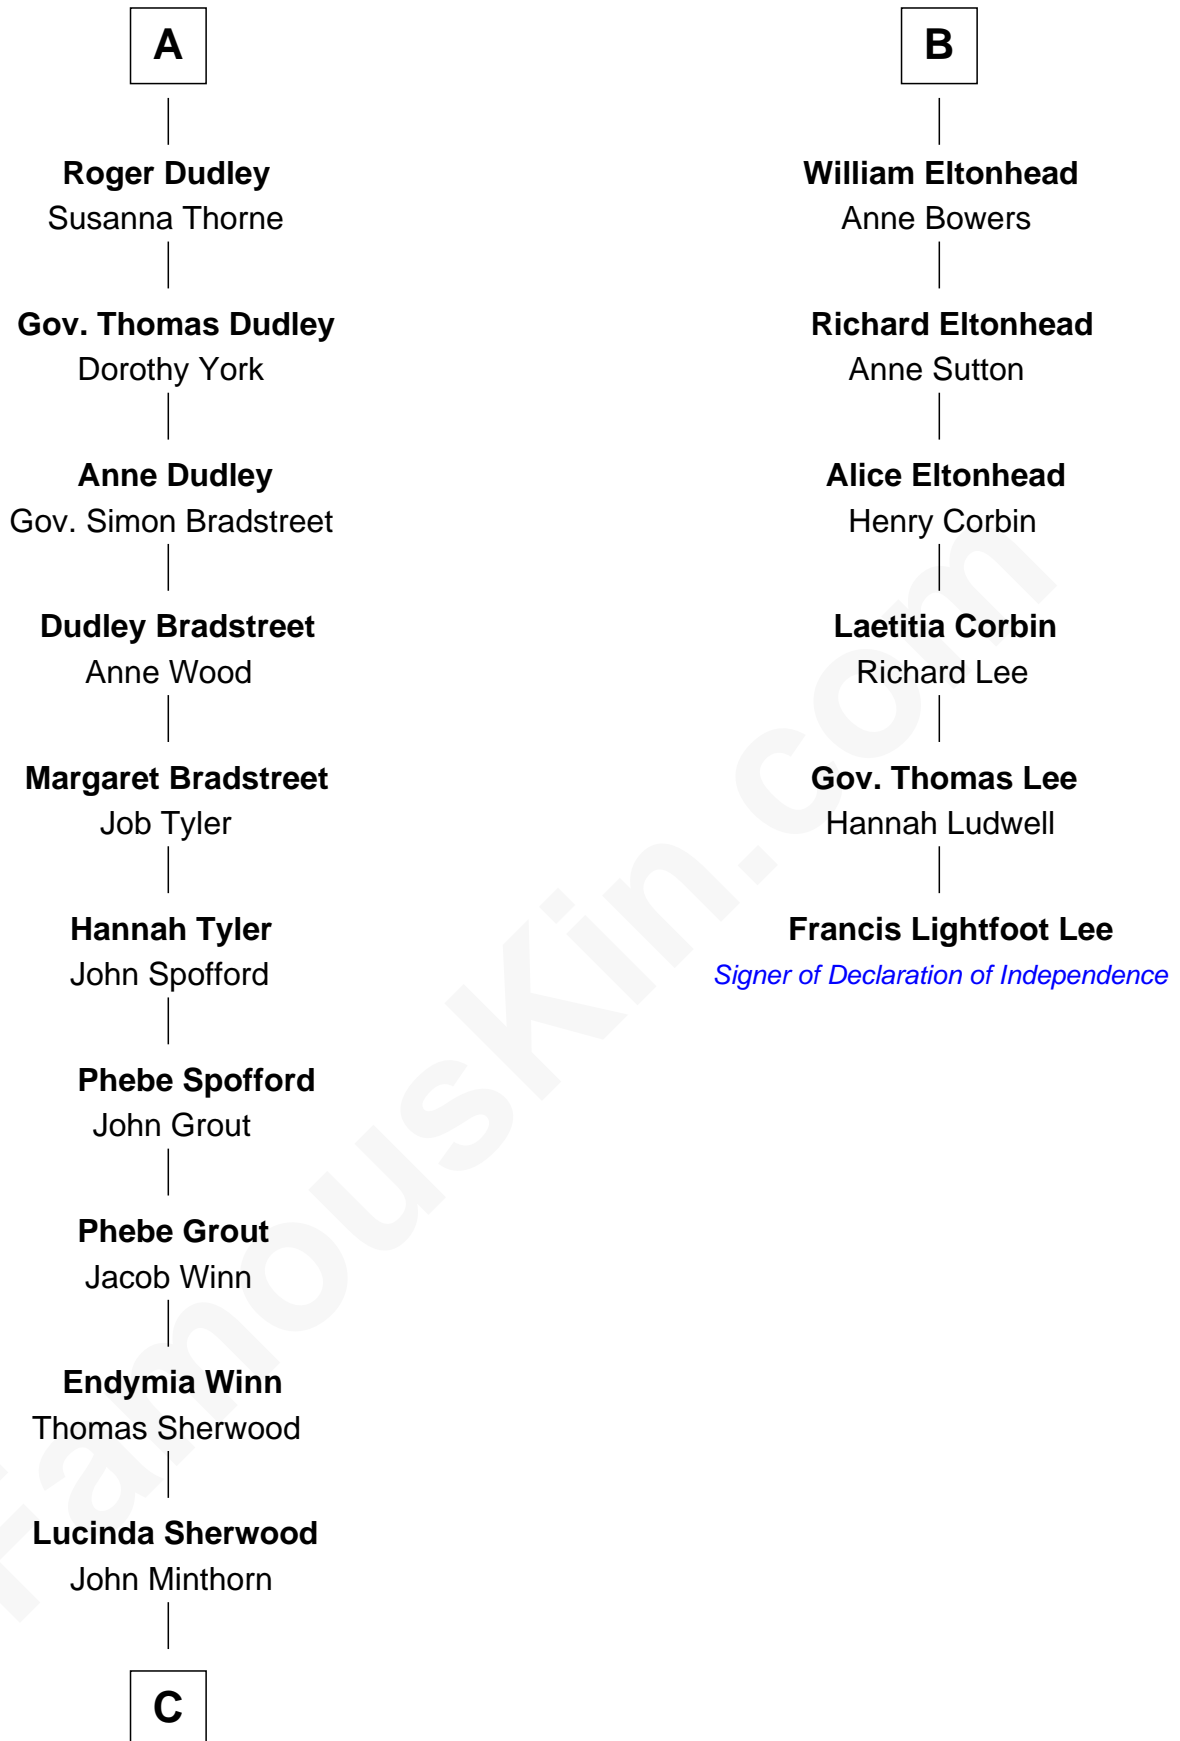 A
Roger Dudley
Susanna Thorne
Gov. Thomas Dudley
Dorothy York
Anne Dudley
Gov. Simon Bradstreet
Dudley Bradstreet
Anne Wood
Margaret Bradstreet
Job Tyler
Hannah Tyler
John Spofford
Phebe Spofford
John Grout
Phebe Grout
Jacob Winn
Endymia Winn
Thomas Sherwood
Lucinda Sherwood
John Minthorn
C
B
William Eltonhead
Anne Bowers
Richard Eltonhead
Anne Sutton
Alice Eltonhead
Henry Corbin
Laetitia Corbin
Richard Lee
Gov. Thomas Lee
Hannah Ludwell
Francis Lightfoot Lee
Signer of Declaration of Independence
FamousKin.com